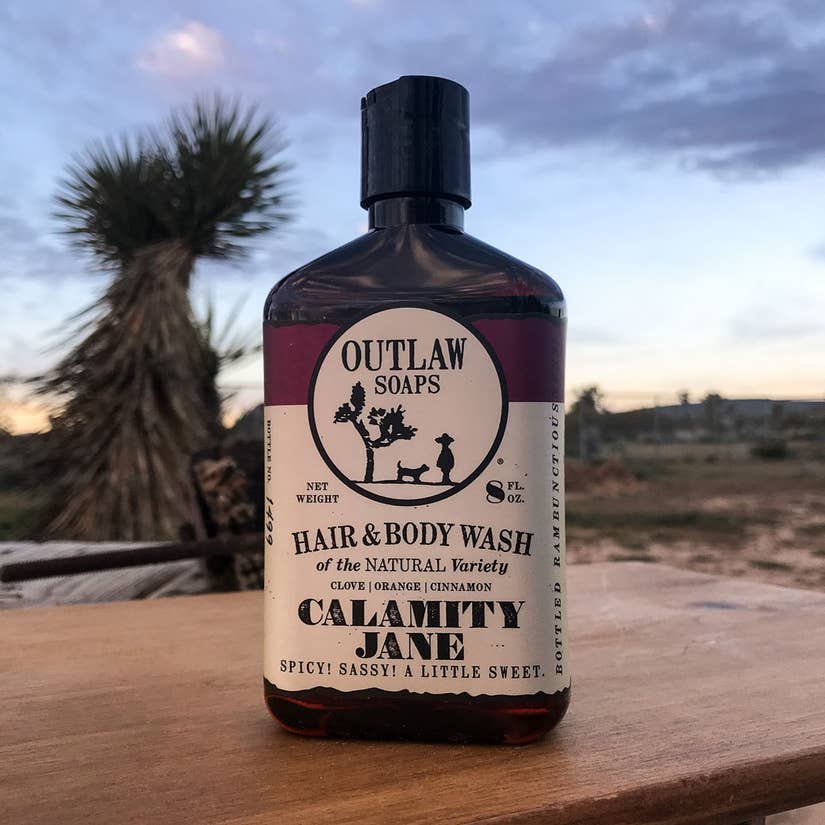 OUTLAW
SOAPS
®
NET
WEIGHT
8 FL.
OZ.
HAIR & BODY WASH
of the NATURAL Variety
CLOVE | ORANGE | CINNAMON
CALAMITY
JANE
SPICY! SASSY! A LITTLE SWEET.
BOTTLE NO. 1499
BOTTLED RAMBUNCTIOUS